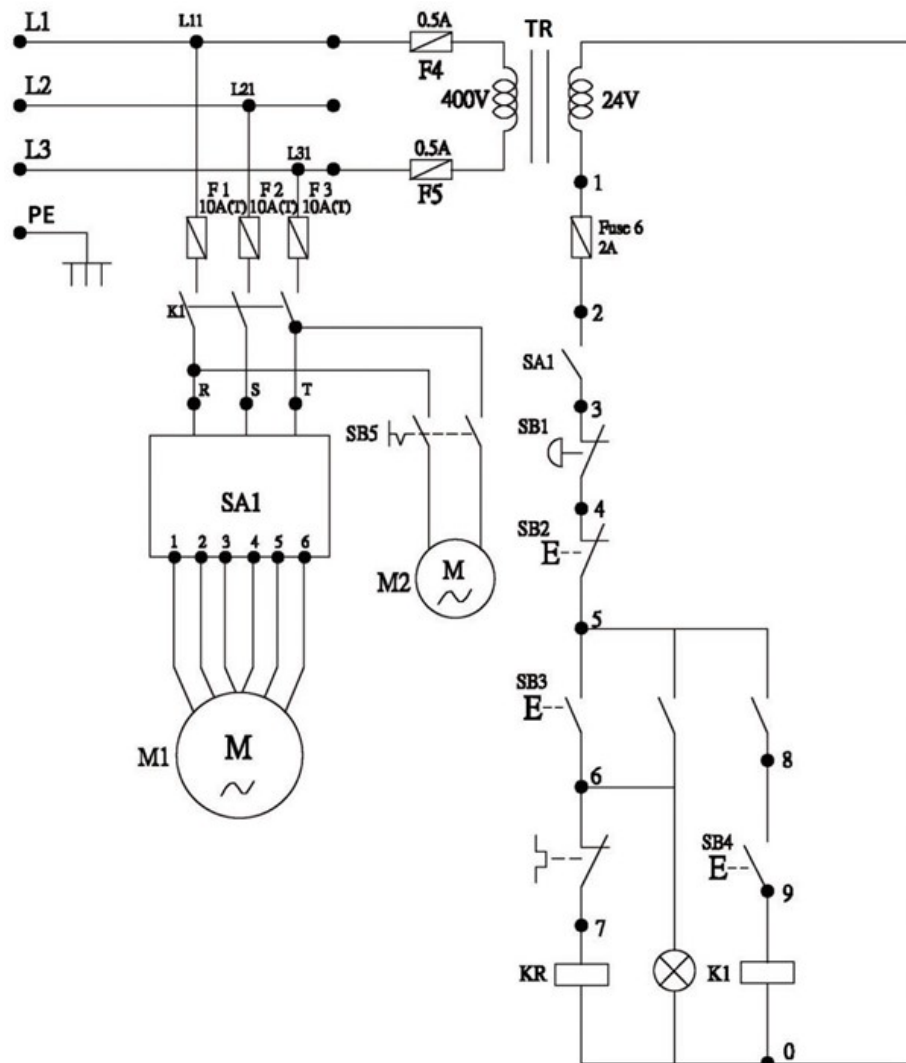 L1
L11
0.5A
TR
F4
L2
L21
400V
24V
L3
L31
0.5A
F5
1
PE
F 1
F 2
F 3
10A(T)
10A(T)
10A(T)
Fuse 6
2A
K1
2
SA1
R
S
T
3
SB5
SB1
SA1
4
SB2
1
2
3
4
5
6
M2
M
5
SB3
M1
M
6
8
SB4
9
7
KR
K1
0